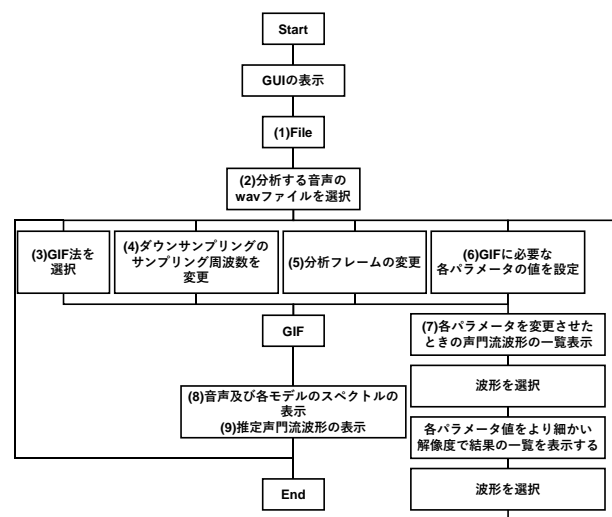 Start
GUIの表示
(1)File
(2)分析する音声の
wavファイルを選択
(3)GIF法を
選択
(4)ダウンサンプリングの
サンプリング周波数を
変更
(5)分析フレームの変更
(6)GIFに必要な
各パラメータの値を設定
GIF
(7)各パラメータを変更させた
ときの声門流波形の一覧表示
波形を選択
(8)音声及び各モデルのスペクトルの
表示
(9)推定声門流波形の表示
各パラメータ値をより細かい
解像度で結果の一覧を表示する
波形を選択
End